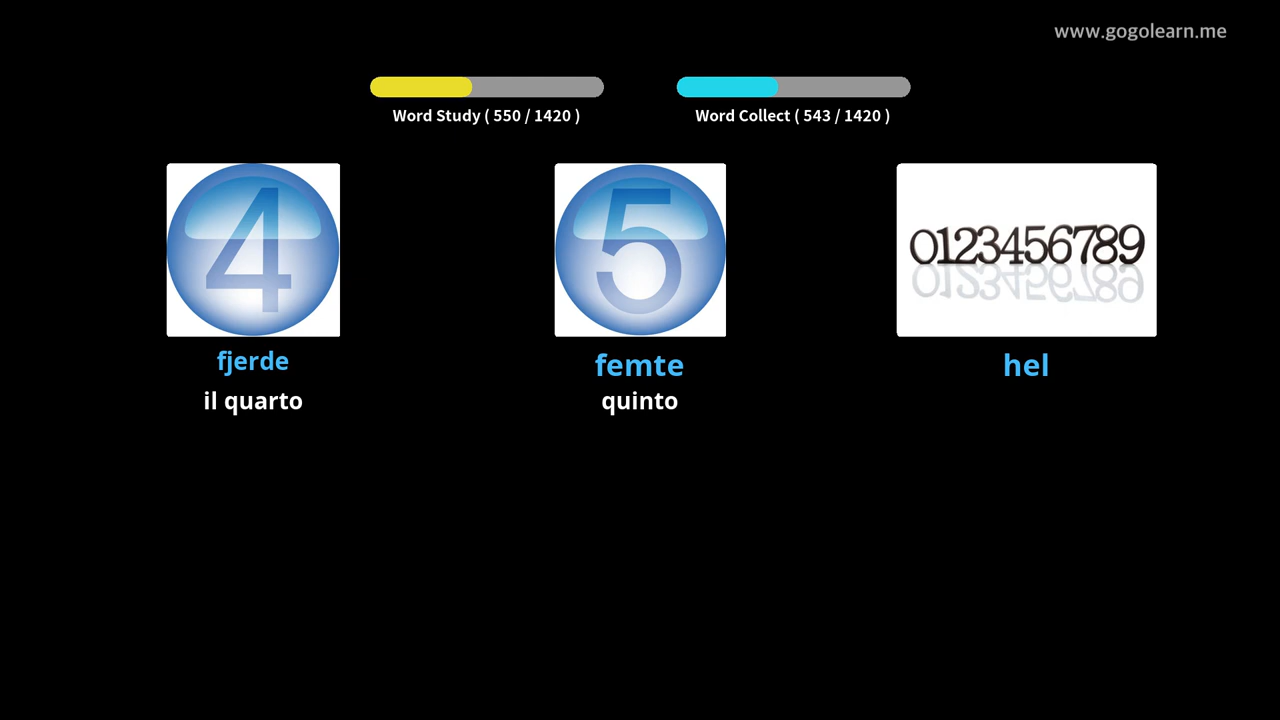 www.gogolearn.me
Word Study ( 550 / 1420 )
Word Collect ( 543 / 1420 )
4
5
0123456789
fjerde
femte
hel
il quarto
quinto